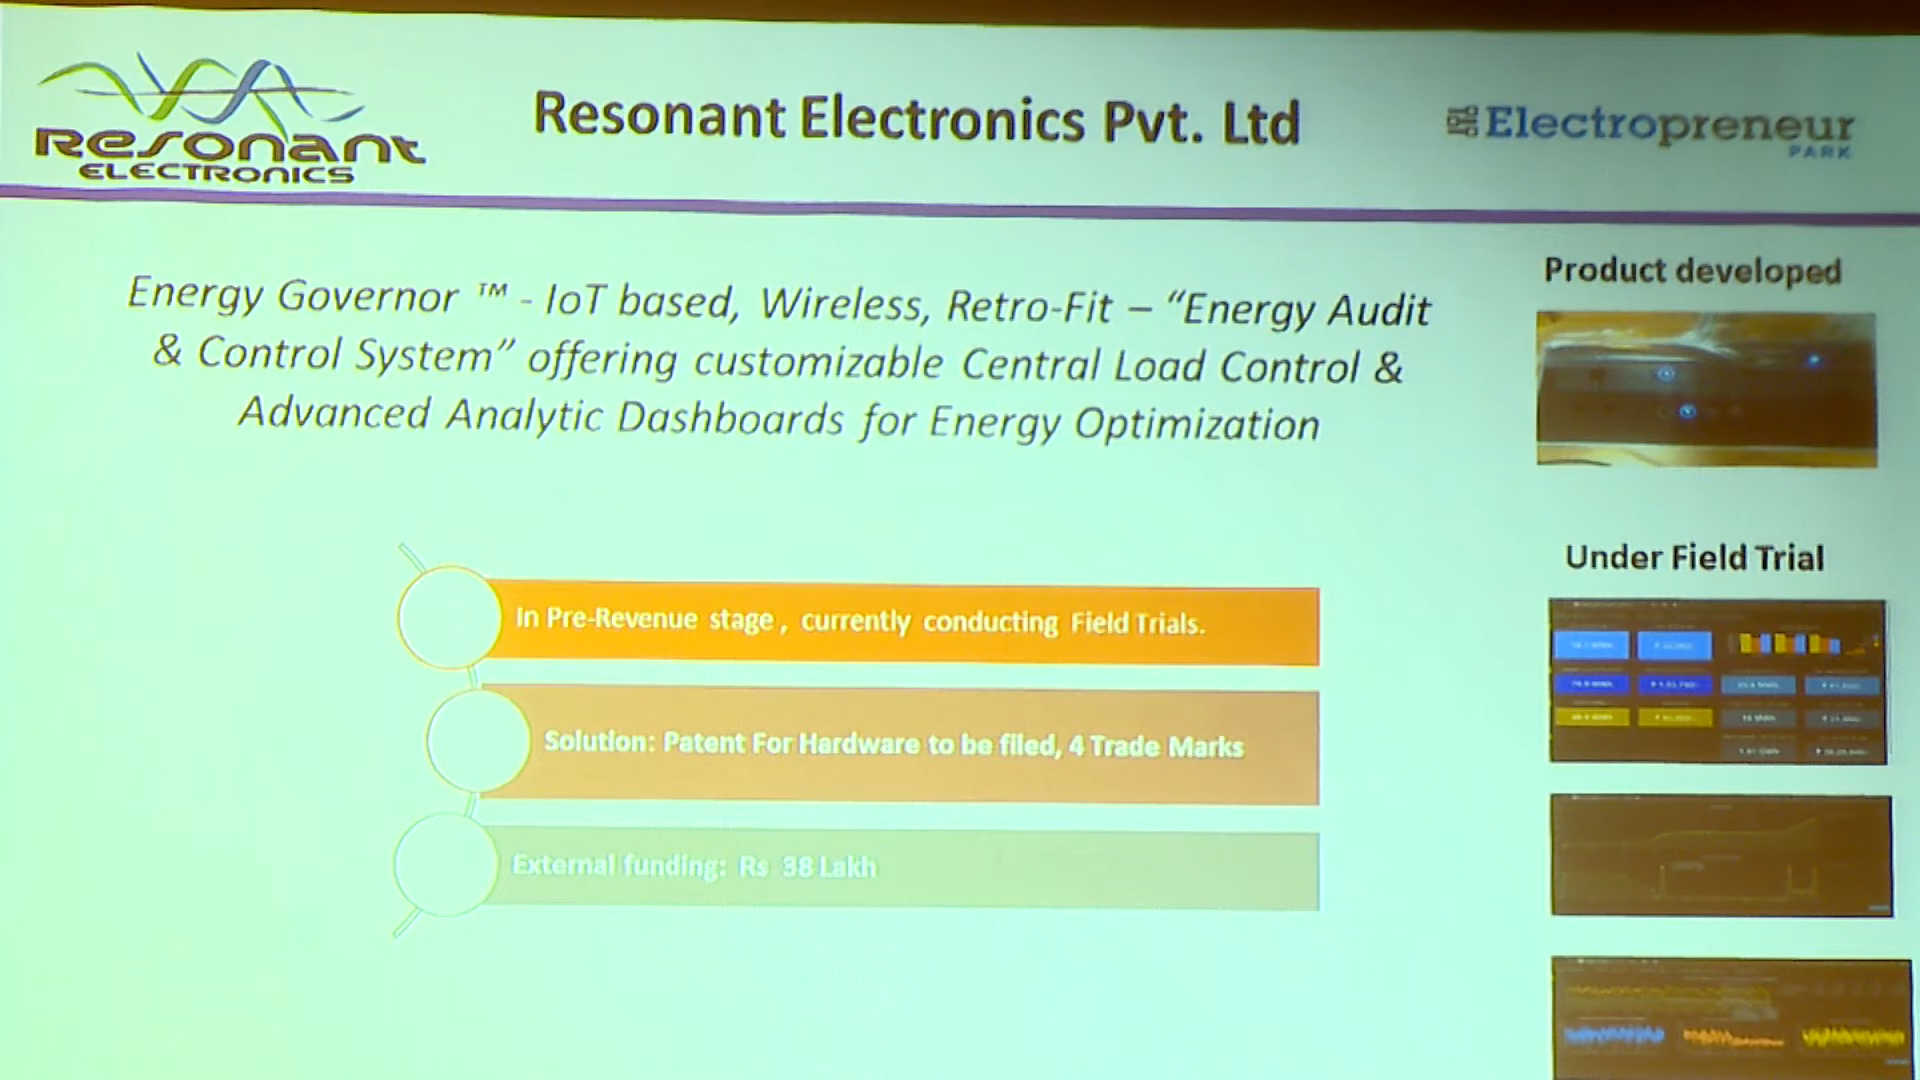 Resonant
ELECTRONICS
Resonant Electronics Pvt. Ltd
Electropreneur
PARK
Energy Governor ™ - IoT based, Wireless, Retro-Fit – “Energy Audit
& Control System” offering customizable Central Load Control &
Advanced Analytic Dashboards for Energy Optimization
Product developed
Under Field Trial
In Pre-Revenue stage , currently conducting Field Trials.
Solution: Patent For Hardware to be filed, 4 Trade Marks
External funding: Rs 38 Lakh